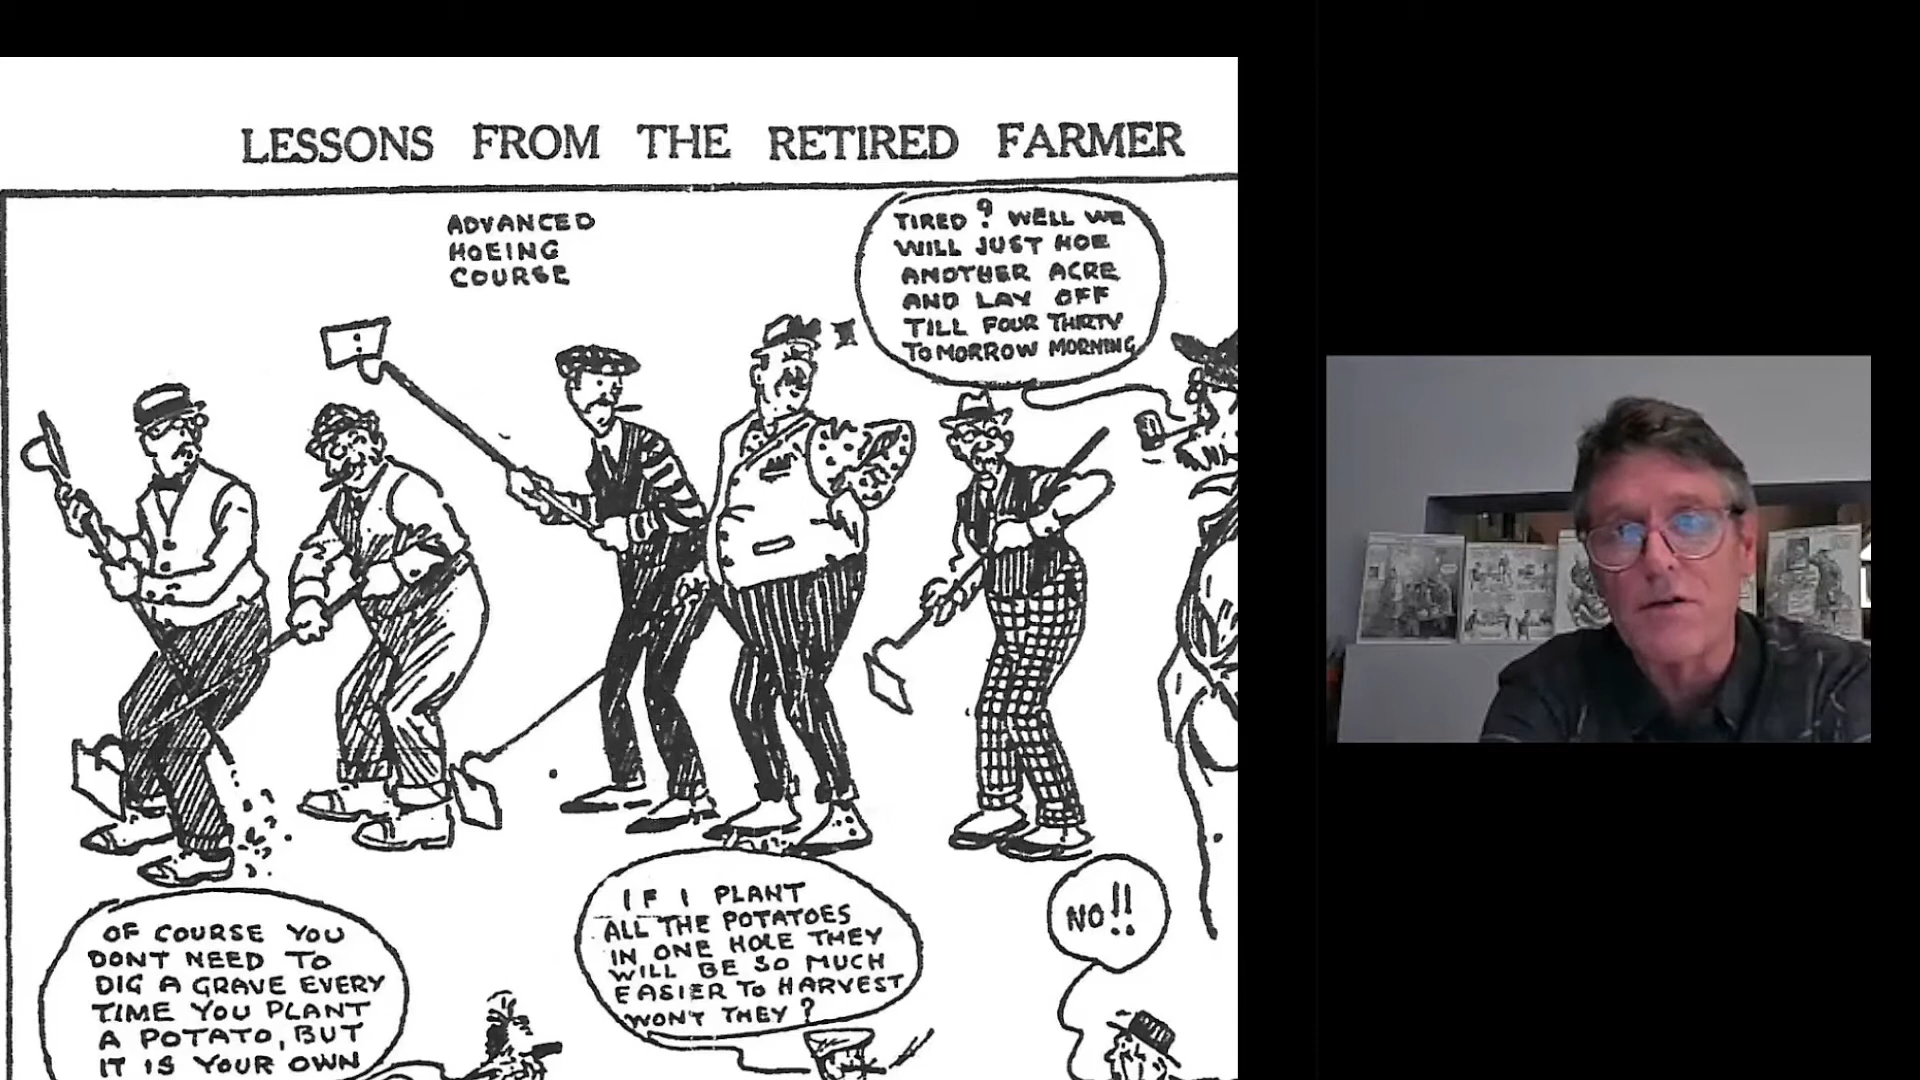 LESSONS FROM THE RETIRED FARMER
ADVANCED
HOEING
COURSE
TIRED? WELL WE
WILL JUST HOE
ANOTHER ACRE
AND LAY OFF
TILL FOUR THIRTY
TOMORROW MORNING
OF COURSE YOU
DONT NEED TO
DIG A GRAVE EVERY
TIME YOU PLANT
A POTATO, BUT
IT IS YOUR OWN
IF I PLANT
ALL THE POTATOES
IN ONE HOLE THEY
WILL BE SO MUCH
EASIER TO HARVEST
WONT THEY?
NO!!